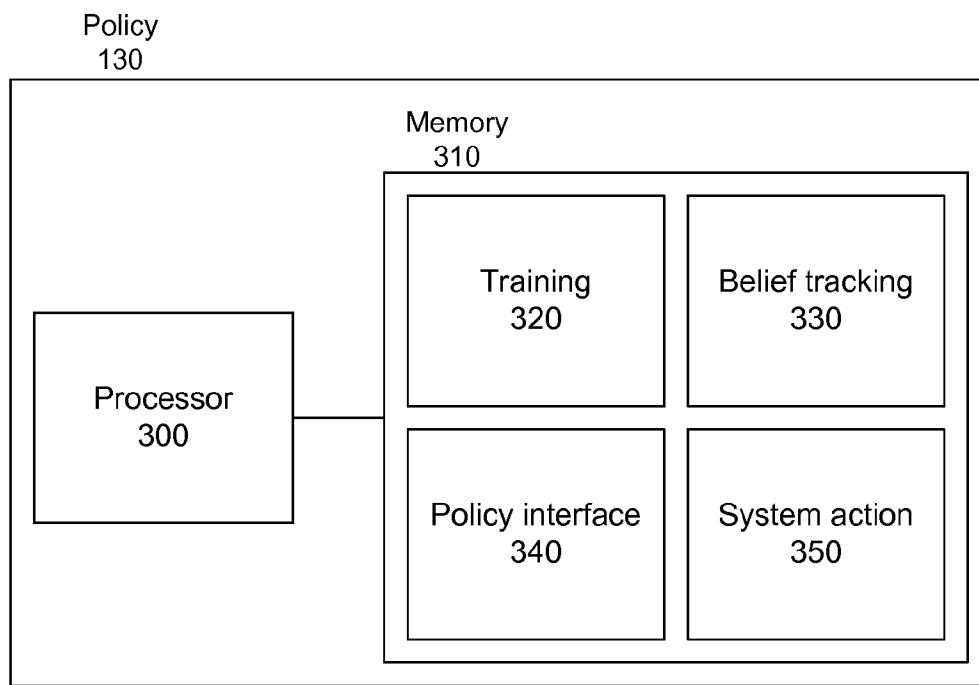 Policy
130
Memory
310
Training
320
Belief tracking
330
Processor
300
Policy interface
340
System action
350